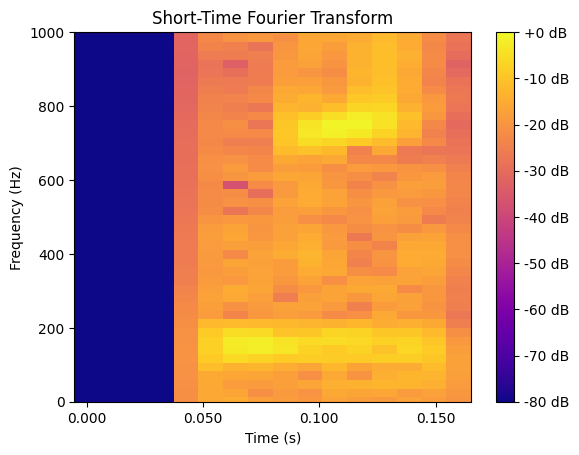 Short-Time Fourier Transform
1000
800
600
400
200
0
Frequency (Hz)
0.000
0.050
0.100
0.150
Time (s)
+0 dB
-10 dB
-20 dB
-30 dB
-40 dB
-50 dB
-60 dB
-70 dB
-80 dB